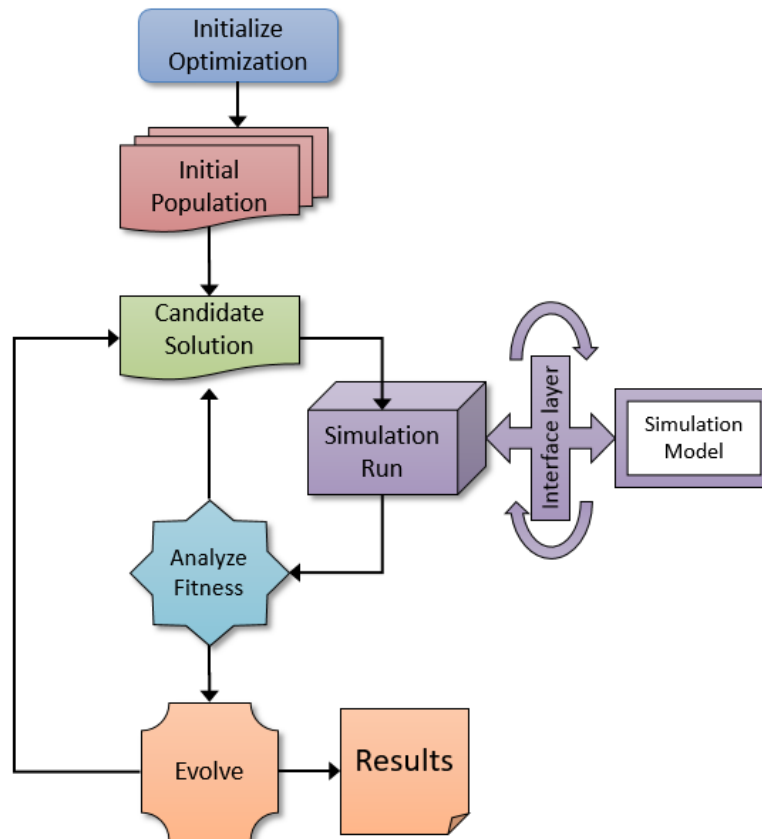 Initialize
Optimization
Initial
Population
Candidate
Solution
Simulation
Run
Interface layer
Simulation
Model
Analyze
Fitness
Evolve
Results